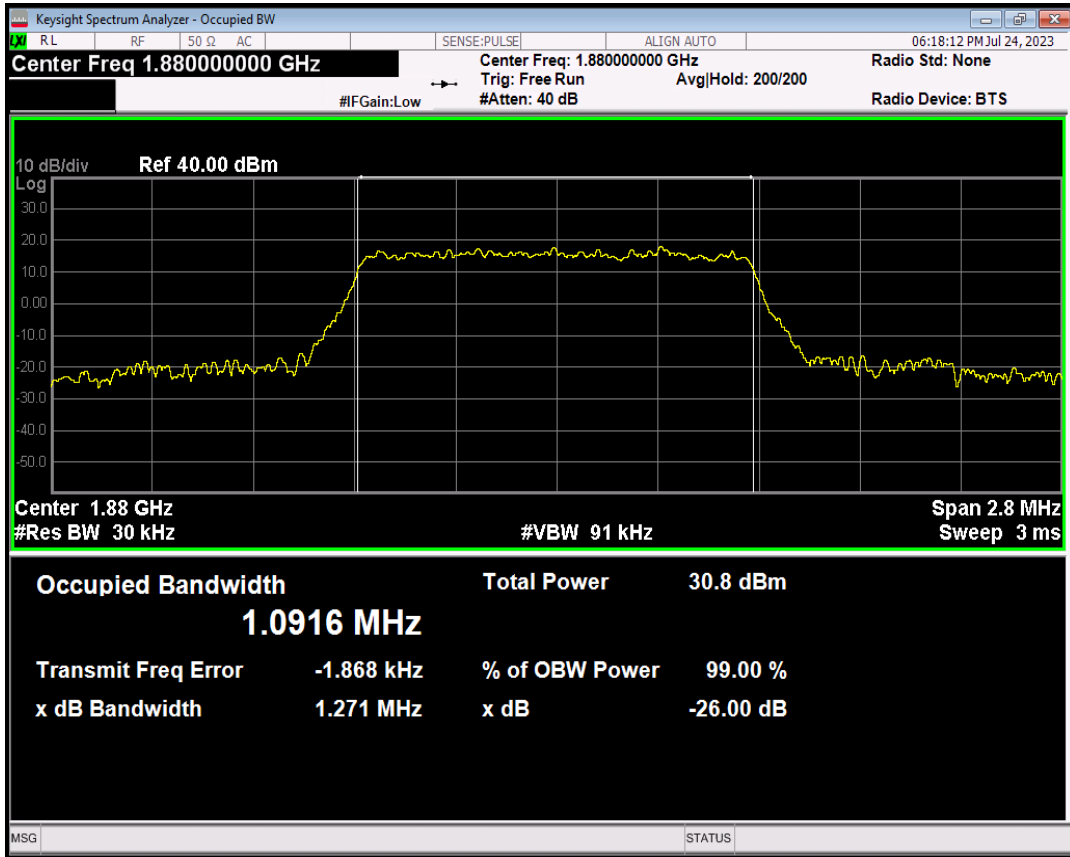 Keysight Spectrum Analyzer - Occupied BW
LXI RL RF 50 Ω AC SENSE:PULSE ALIGN AUTO 06:18:12 PM Jul 24, 2023
Center Freq 1.880000000 GHz Center Freq: 1.880000000 GHz Radio Std: None
Trig: Free Run Avg|Hold: 200/200
#IFGain:Low #Atten: 40 dB Radio Device: BTS
10 dB/div Ref 40.00 dBm
Log
30.0
20.0
10.0
0.00
-10.0
-20.0
-30.0
-40.0
-50.0
Center 1.88 GHz Span 2.8 MHz
#Res BW 30 kHz #VBW 91 kHz Sweep 3 ms
Occupied Bandwidth Total Power 30.8 dBm
1.0916 MHz
Transmit Freq Error -1.868 kHz % of OBW Power 99.00 %
x dB Bandwidth 1.271 MHz x dB -26.00 dB
MSG STATUS